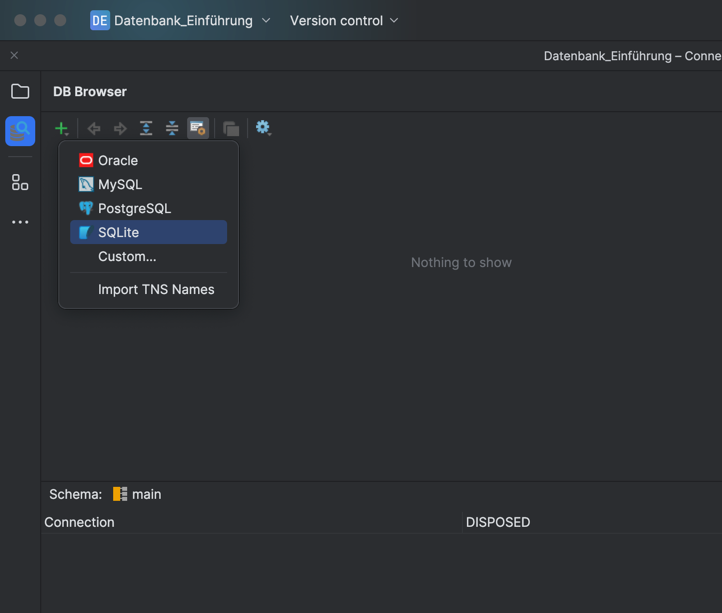 DE Datenbank_Einführung Version control
Datenbank_Einführung – Conne
DB Browser
Oracle
MySQL
PostgreSQL
SQLite
Custom...
Import TNS Names
Nothing to show
Schema: main
Connection DISPOSED